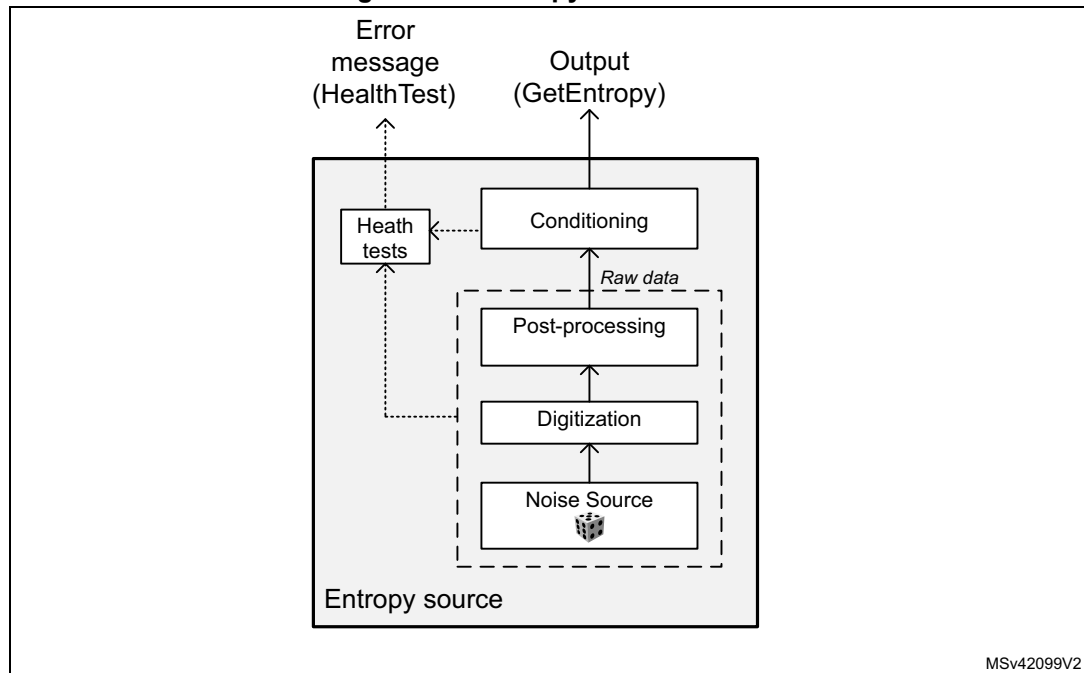 Error
message
(HealthTest)
Output
(GetEntropy)
Conditioning
Heath
tests
Raw data
Post-processing
Digitization
Noise Source
Entropy source
MSv42099V2